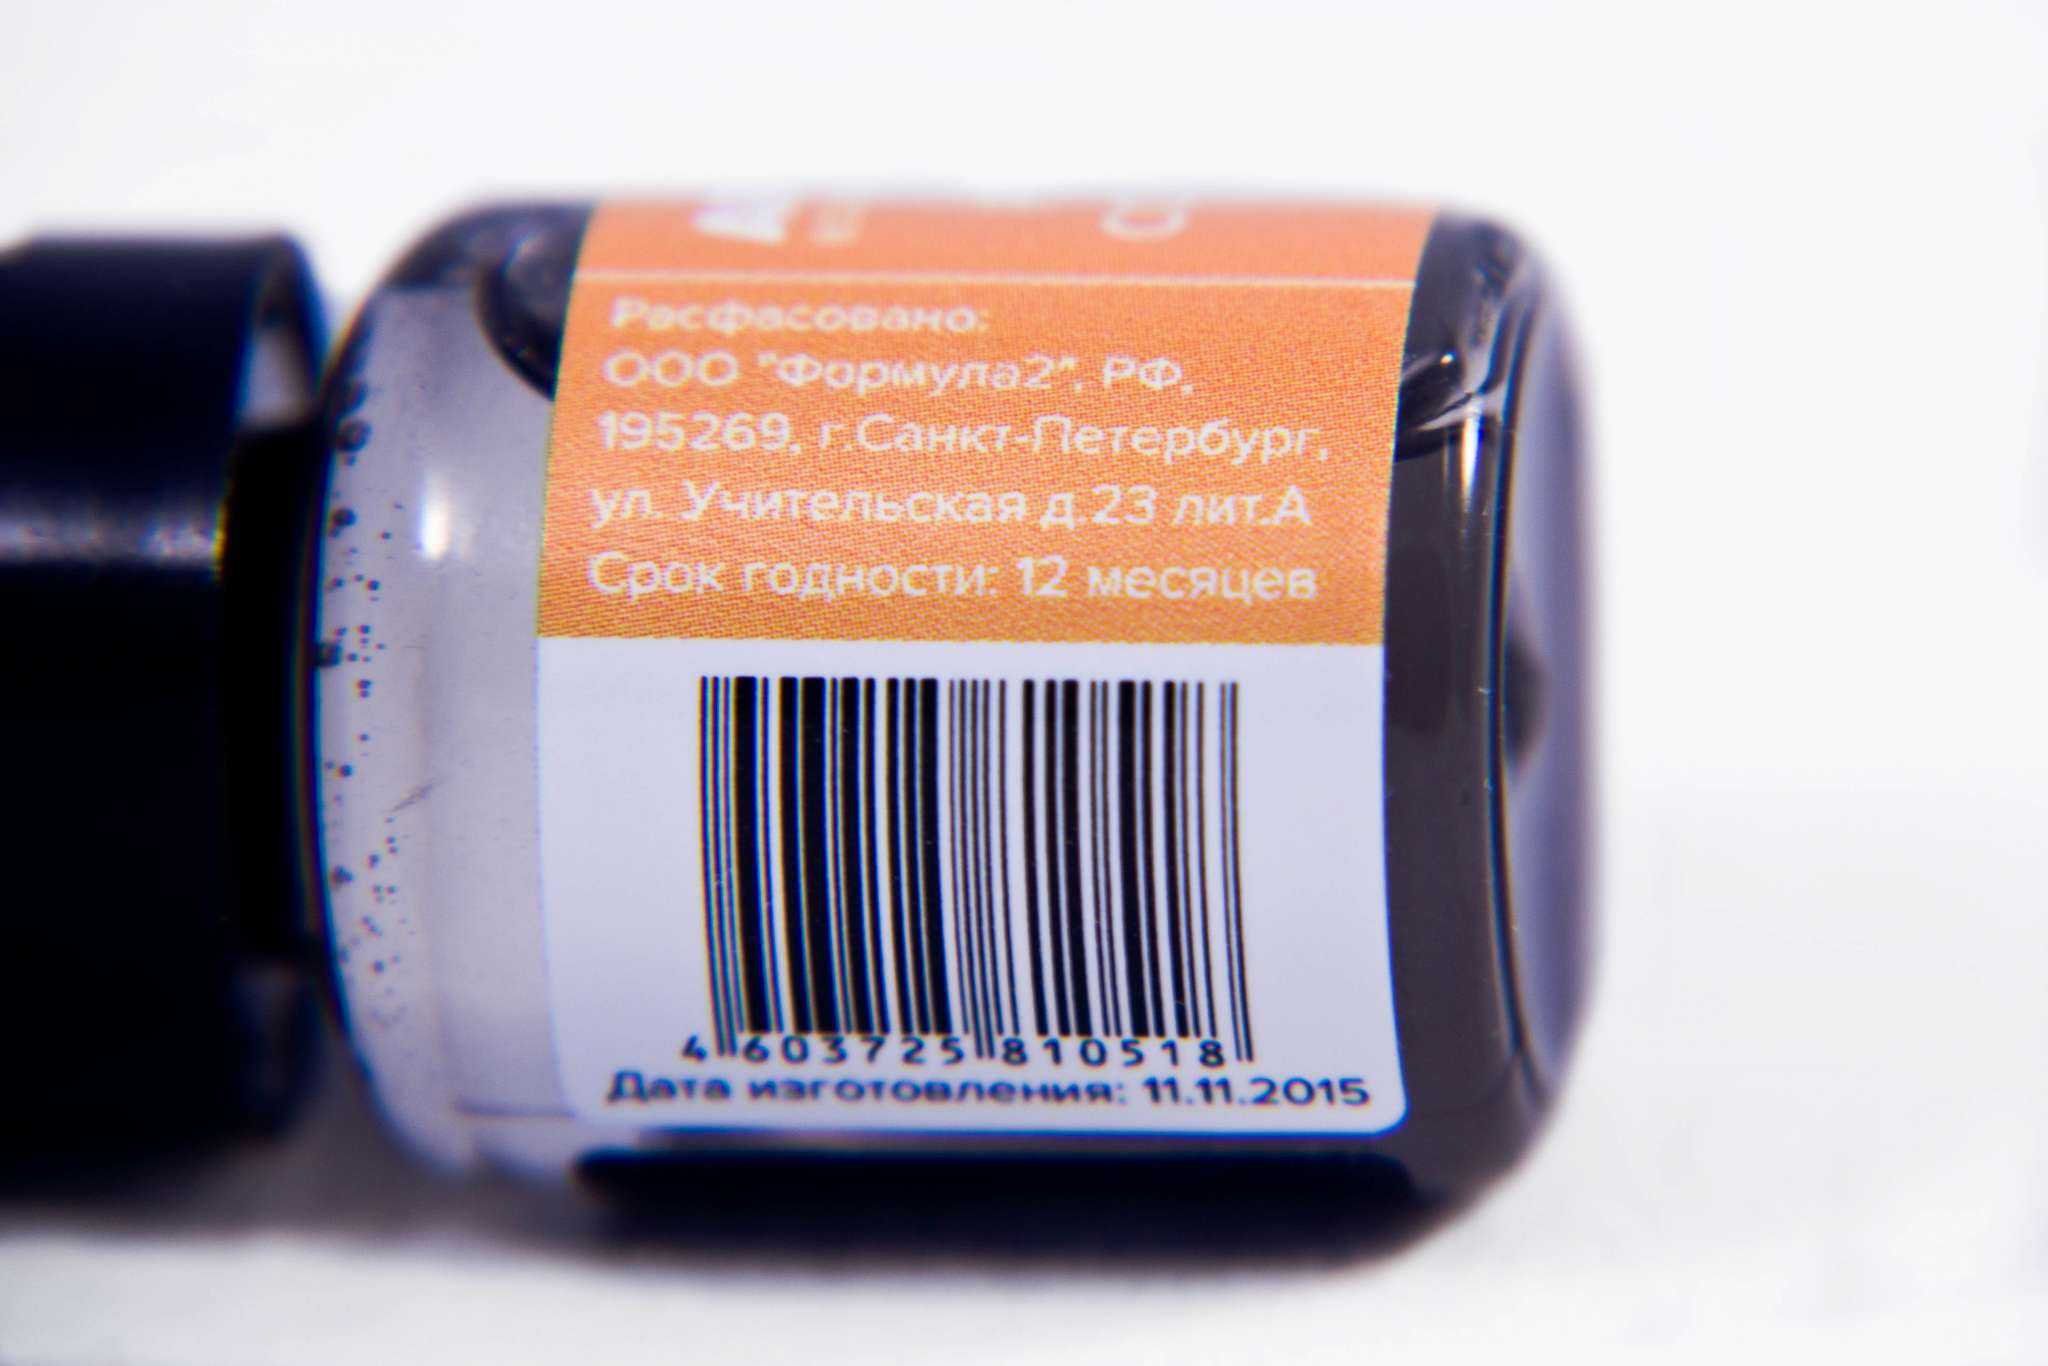 Расфасовано:
ООО "Формула2", РФ,
195269, г.Санкт-Петербург,
ул. Учительская д.23 лит.А
Срок годности: 12 месяцев
4 603725 810518
Дата изготовления: 11.11.2015